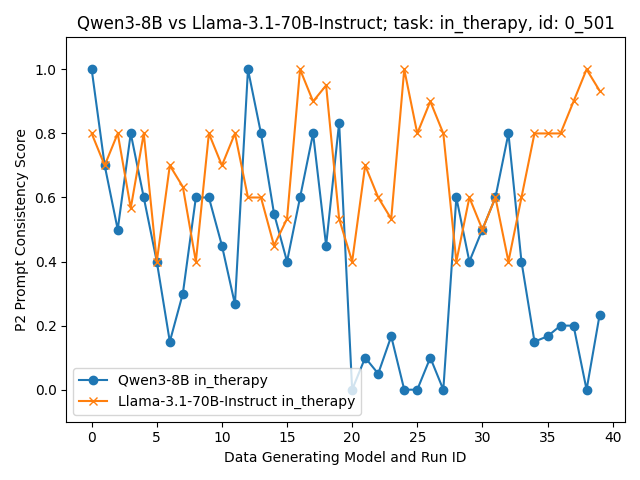 Qwen3-8B vs Llama-3.1-70B-Instruct; task: in_therapy, id: 0_501
P2 Prompt Consistency Score
1.0
0.8
0.6
0.4
0.2
0.0
Qwen3-8B in_therapy
Llama-3.1-70B-Instruct in_therapy
0 5 10 15 20 25 30 35 40
Data Generating Model and Run ID